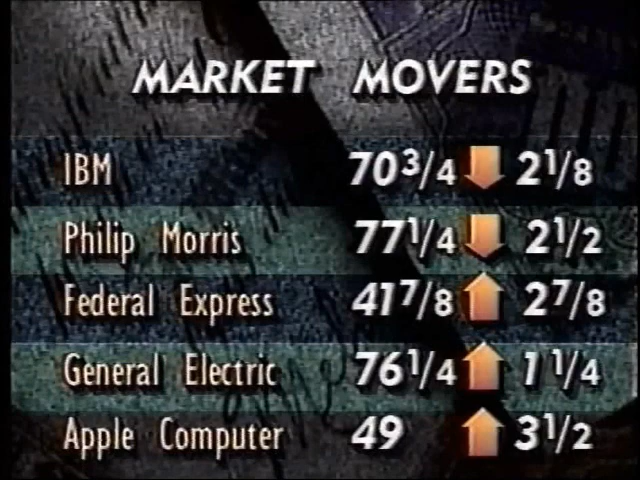 MARKET MOVERS
IBM 70 3/4 2 1/8
Philip Morris 77 1/4 2 1/2
Federal Express 41 7/8 2 7/8
General Electric 76 1/4 1 1/4
Apple Computer 49 3 1/2